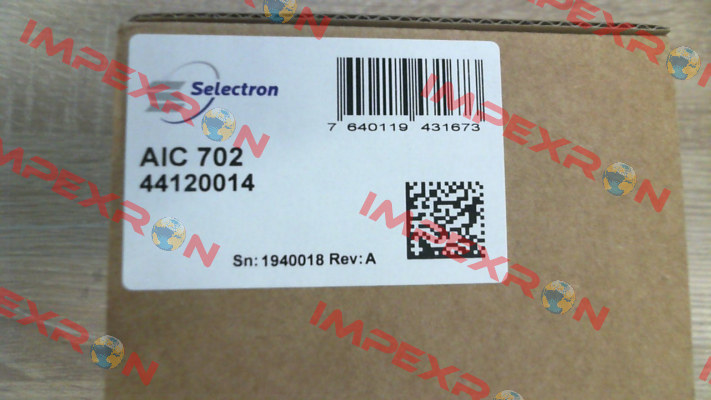 Selectron
7 640119 431673
AIC 702
44120014
Sn: 1940018 Rev: A
IMPEXRON
IMPEXRON
IMPEXRON
IMPEXRON
IMPEXRON
IMPEXRON
IMPEXRON
IMPEXRON